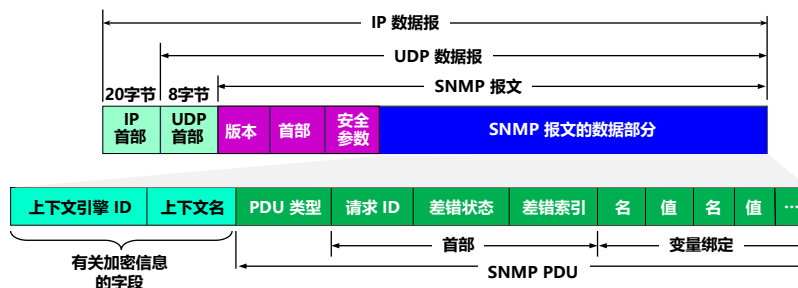 IP 数据报
UDP 数据报
SNMP 报文
20字节 8字节
IP 首部 UDP 首部 版本 首部 安全参数 SNMP 报文的数据部分
上下文引擎 ID 上下文名 PDU 类型 请求 ID 差错状态 差错索引 名 值 名 值 …
首部 变量绑定
有关加密信息
的字段
SNMP PDU